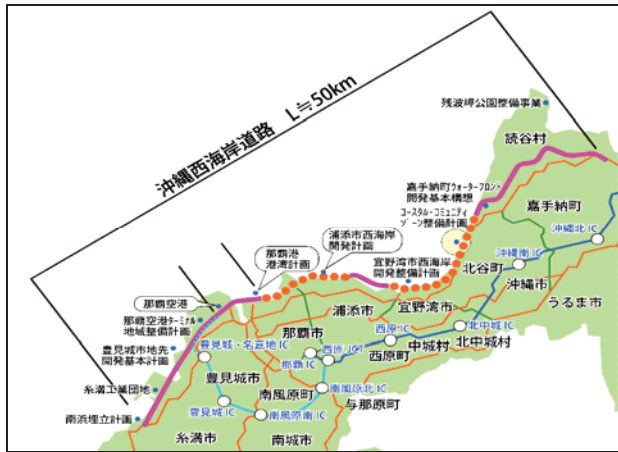 沖縄西海岸道路 L≒50km
残波岬公園整備事業
読谷村
嘉手納町ウォーターフロント
開発基本構想
嘉手納町
コースタル・コミュニティ
ゾーン整備計画
沖縄北IC
浦添市西海岸
開発計画
那覇港
港湾計画
宜野湾市西海岸
開発整備計画
北谷町
沖縄南IC
沖縄市
うるま市
那覇空港
那覇空港ターミナル
地域整備計画
浦添市
宜野湾市
北中城IC
豊見城市地先
開発基本計画
豊見城・名嘉地IC
那覇市
西原IC
西原JCT
中城村
北中城村
那覇IC
西原町
糸満工業団地
豊見城市
南風原町
南風原北IC
与那原町
南浜埋立計画
豊見城IC
南風原南IC
糸満市
南城市